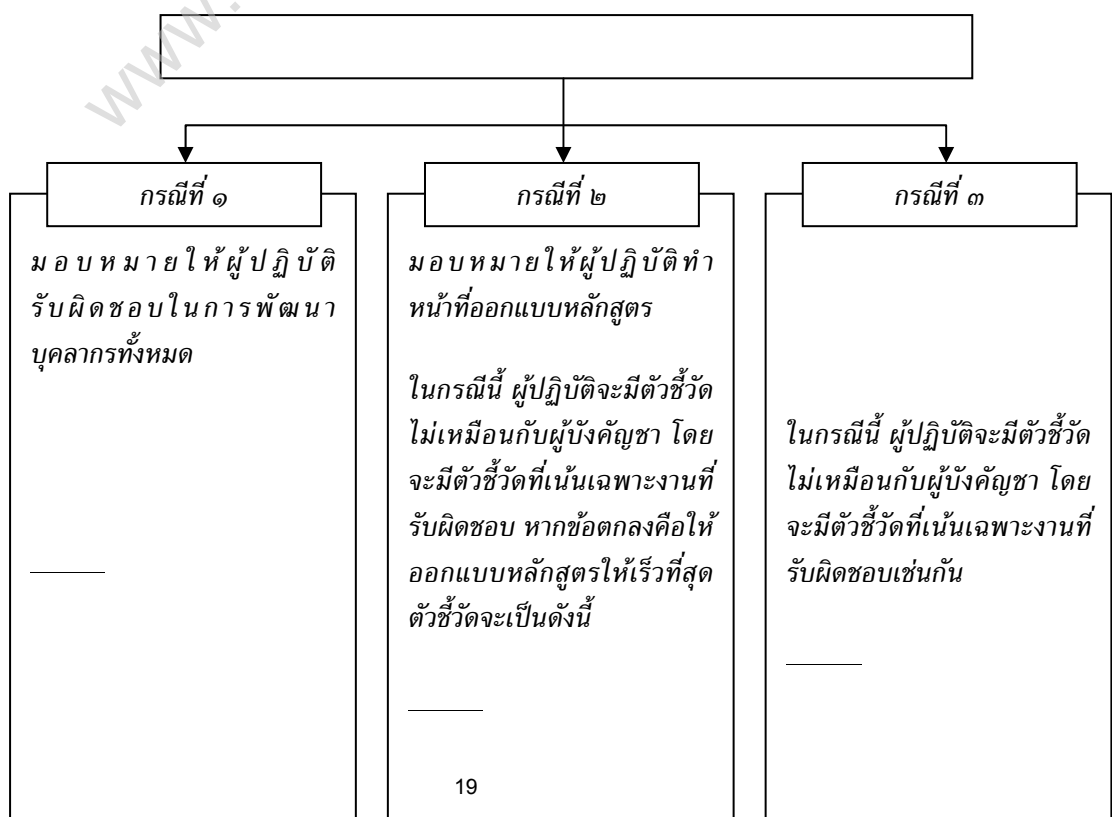 www.
กรณีที่ ๑
มอบหมายให้ผู้ปฏิบัติ
รับผิดชอบในการพัฒนา
บุคลากรทั้งหมด
กรณีที่ ๒
มอบหมายให้ผู้ปฏิบัติทำ
หน้าที่ออกแบบหลักสูตร
ในกรณีนี้ ผู้ปฏิบัติจะมีตัวชี้วัด
ไม่เหมือนกับผู้บังคัญชา โดย
จะมีตัวชี้วัดที่เน้นเฉพาะงานที่
รับผิดชอบ หากข้อตกลงคือให้
ออกแบบหลักสูตรให้เร็วที่สุด
ตัวชี้วัดจะเป็นดังนี้
กรณีที่ ๓
ในกรณีนี้ ผู้ปฏิบัติจะมีตัวชี้วัด
ไม่เหมือนกับผู้บังคัญชา โดย
จะมีตัวชี้วัดที่เน้นเฉพาะงานที่
รับผิดชอบเช่นกัน
19